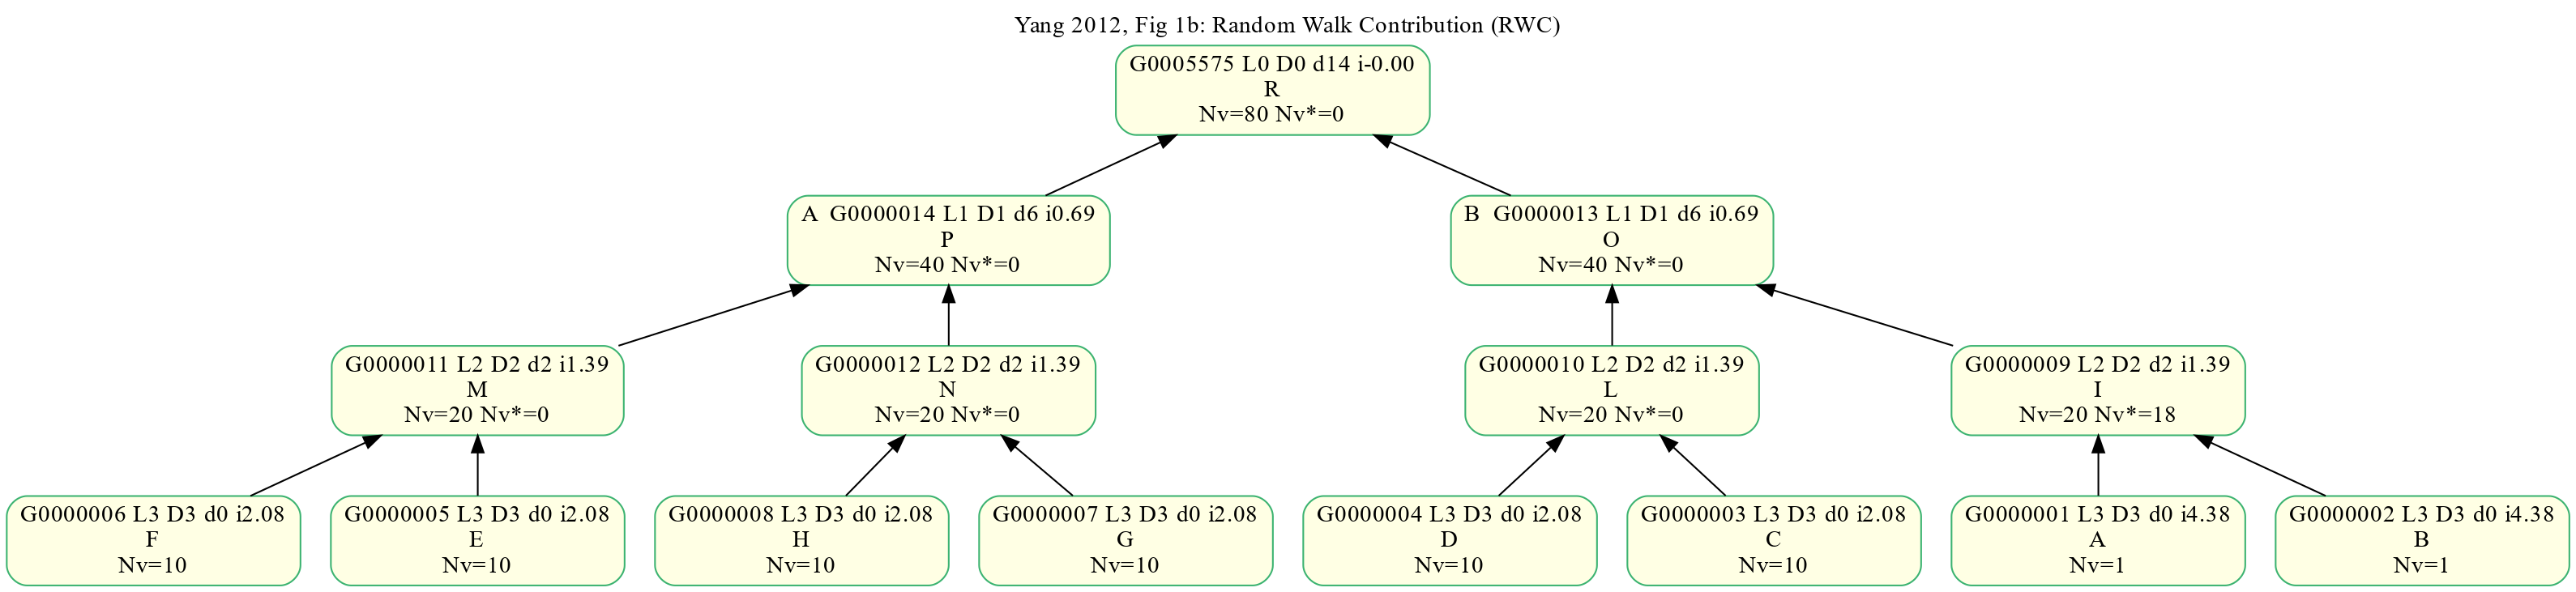 Yang 2012, Fig 1b: Random Walk Contribution (RWC)
G0005575 L0 D0 d14 i-0.00
R
Nv=80 Nv*=0
A  G0000014 L1 D1 d6 i0.69
P
Nv=40 Nv*=0
B  G0000013 L1 D1 d6 i0.69
O
Nv=40 Nv*=0
G0000011 L2 D2 d2 i1.39
M
Nv=20 Nv*=0
G0000012 L2 D2 d2 i1.39
N
Nv=20 Nv*=0
G0000010 L2 D2 d2 i1.39
L
Nv=20 Nv*=0
G0000009 L2 D2 d2 i1.39
I
Nv=20 Nv*=18
G0000006 L3 D3 d0 i2.08
F
Nv=10
G0000005 L3 D3 d0 i2.08
E
Nv=10
G0000008 L3 D3 d0 i2.08
H
Nv=10
G0000007 L3 D3 d0 i2.08
G
Nv=10
G0000004 L3 D3 d0 i2.08
D
Nv=10
G0000003 L3 D3 d0 i2.08
C
Nv=10
G0000001 L3 D3 d0 i4.38
A
Nv=1
G0000002 L3 D3 d0 i4.38
B
Nv=1